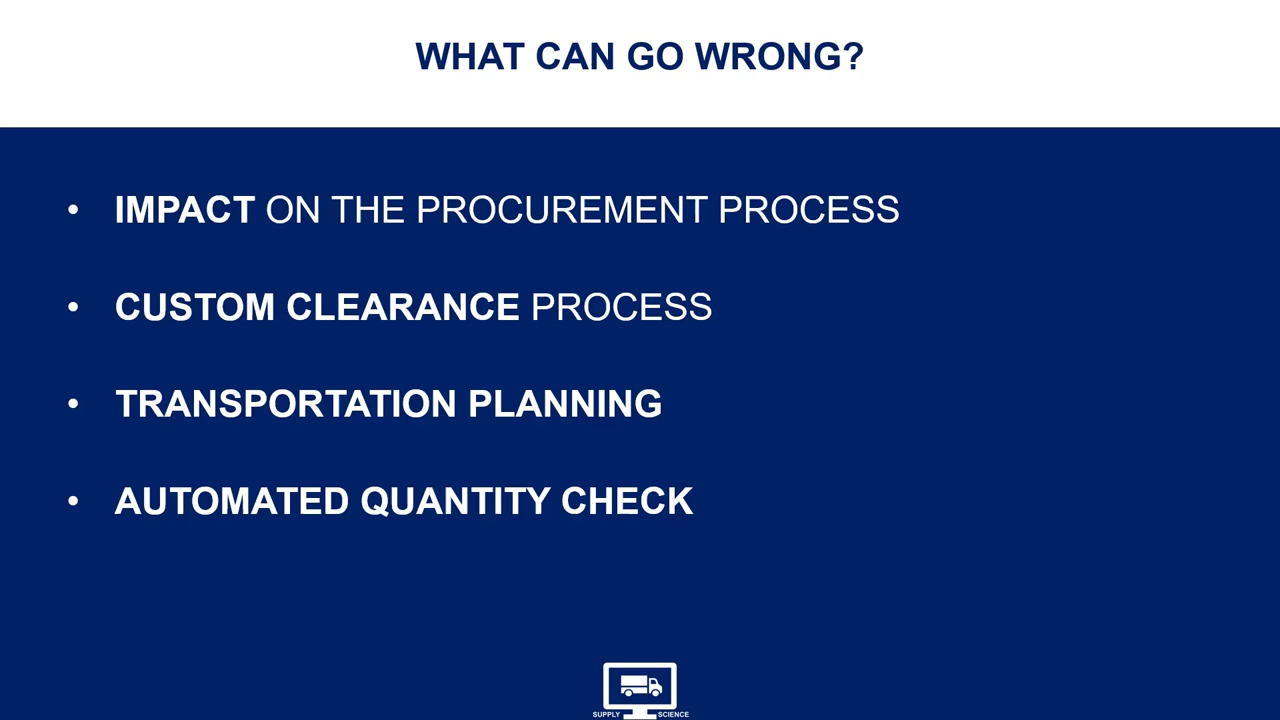 WHAT CAN GO WRONG?
• IMPACT ON THE PROCUREMENT PROCESS
• CUSTOM CLEARANCE PROCESS
• TRANSPORTATION PLANNING
• AUTOMATED QUANTITY CHECK
SUPPLY SCIENCE